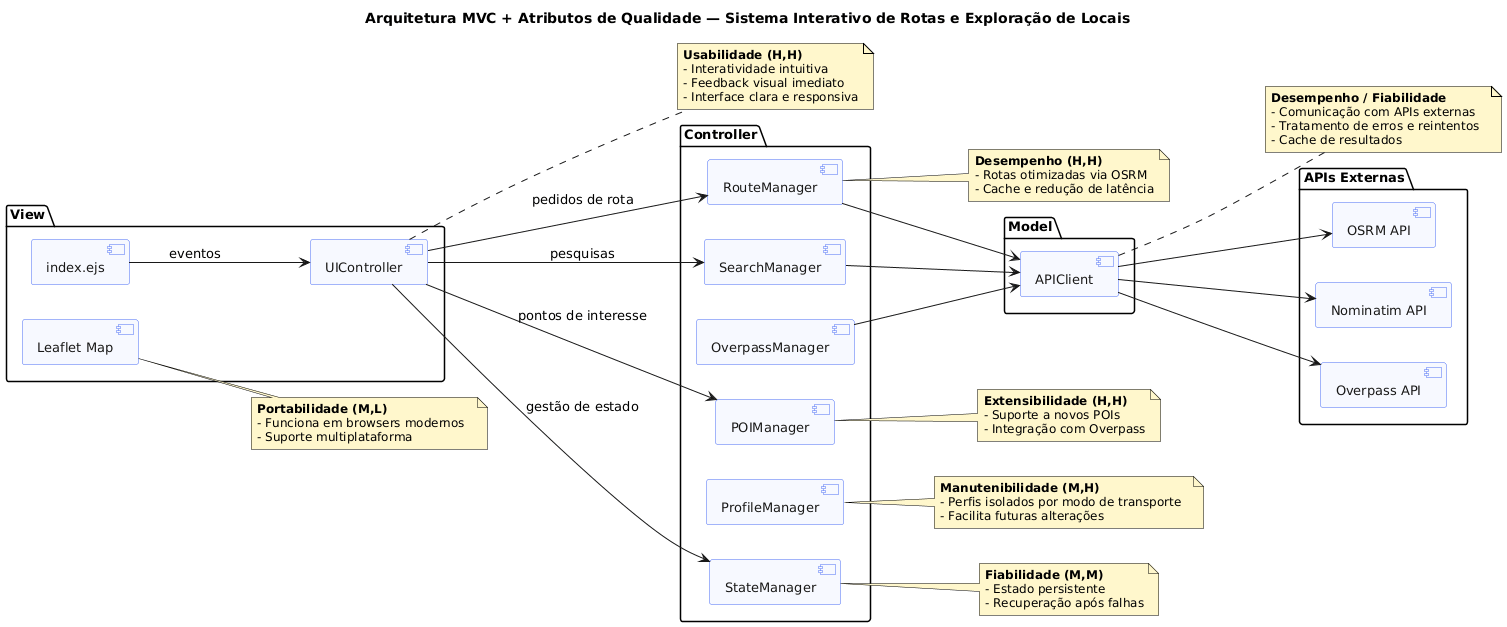 Arquitetura MVC + Atributos de Qualidade — Sistema Interativo de Rotas e Exploração de Locais
Usabilidade (H,H)
- Interatividade intuitiva
- Feedback visual imediato
- Interface clara e responsiva
Desempenho / Fiabilidade
- Comunicação com APIs externas
- Tratamento de erros e reintentos
- Cache de resultados
View
index.ejs
eventos
UIController
Leaflet Map
Portabilidade (M,L)
- Funciona em browsers modernos
- Suporte multiplataforma
pedidos de rota
pesquisas
pontos de interesse
gestão de estado
Controller
RouteManager
SearchManager
OverpassManager
POIManager
ProfileManager
StateManager
Desempenho (H,H)
- Rotas otimizadas via OSRM
- Cache e redução de latência
Model
APIClient
Extensibilidade (H,H)
- Suporte a novos POIs
- Integração com Overpass
Manutenibilidade (M,H)
- Perfis isolados por modo de transporte
- Facilita futuras alterações
Fiabilidade (M,M)
- Estado persistente
- Recuperação após falhas
APIs Externas
OSRM API
Nominatim API
Overpass API